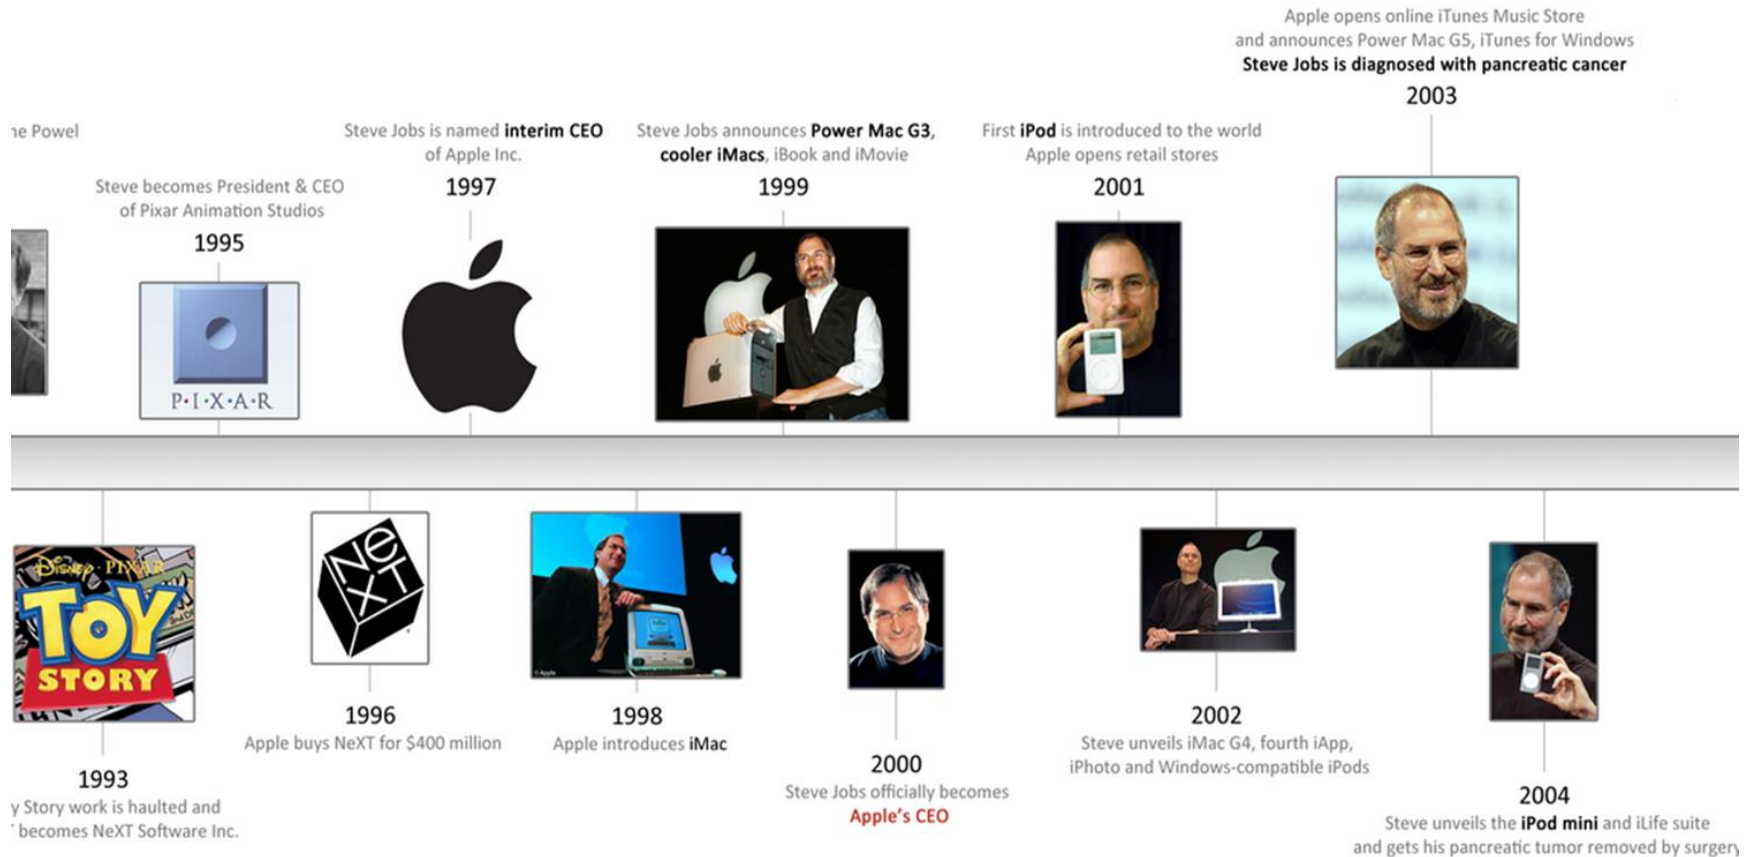 Apple opens online iTunes Music Store
and announces Power Mac G5, iTunes for Windows
Steve Jobs is diagnosed with pancreatic cancer
2003
ne Powel
Steve becomes President & CEO
of Pixar Animation Studios
1995
P·I·X·A·R
Steve Jobs is named interim CEO
of Apple Inc.
1997
Steve Jobs announces Power Mac G3,
cooler iMacs, iBook and iMovie
1999
First iPod is introduced to the world
Apple opens retail stores
2001
DISNEY · PIXAR
TOY
STORY
1993
y Story work is haulted and
becomes NeXT Software Inc.
NeXT
1996
Apple buys NeXT for $400 million
©Apple
1998
Apple introduces iMac
2000
Steve Jobs officially becomes
Apple's CEO
2002
Steve unveils iMac G4, fourth iApp,
iPhoto and Windows-compatible iPods
2004
Steve unveils the iPod mini and iLife suite
and gets his pancreatic tumor removed by surgery